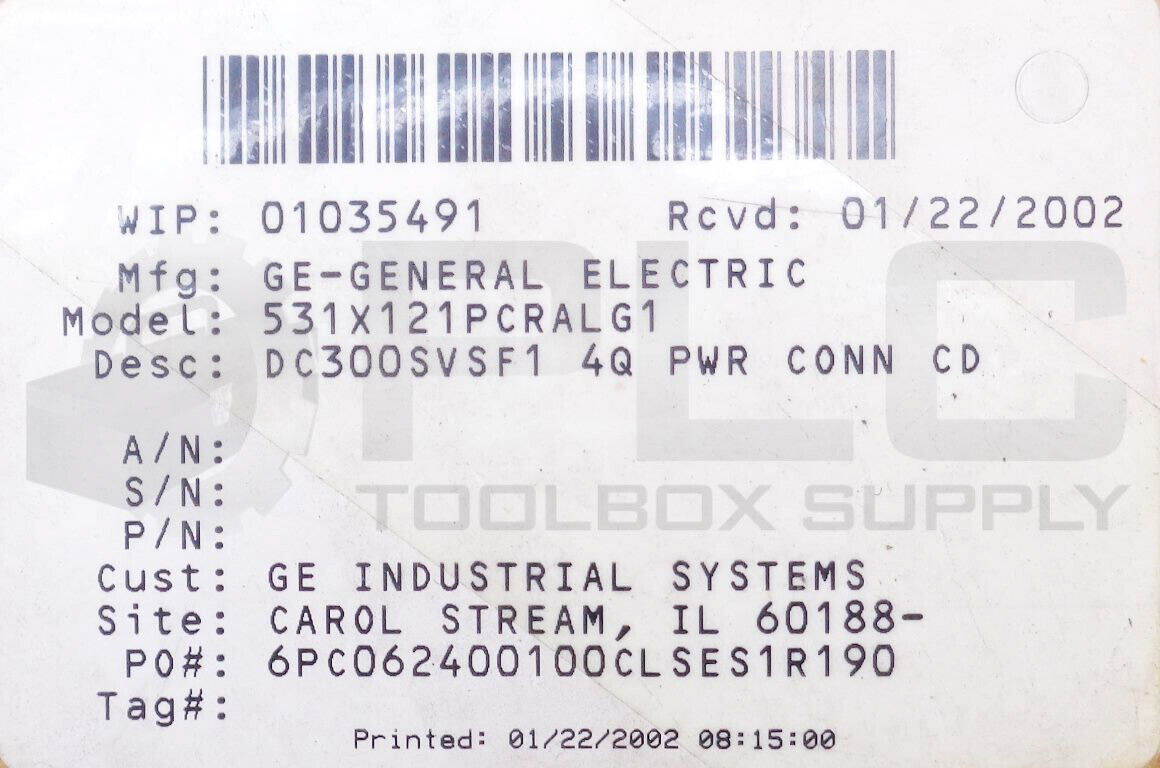 WIP: 01035491 Rcvd: 01/22/2002
Mfg: GE-GENERAL ELECTRIC
Model: 531X121PCRALG1
Desc: DC300SVSF1 4Q PWR CONN CD
PLC
A/N:
S/N:
TOOLBOX SUPPLY
P/N:
Cust: GE INDUSTRIAL SYSTEMS
Site: CAROL STREAM, IL 60188-
PO#: 6PC062400100CLSES1R190
Tag#:
Printed: 01/22/2002 08:15:00